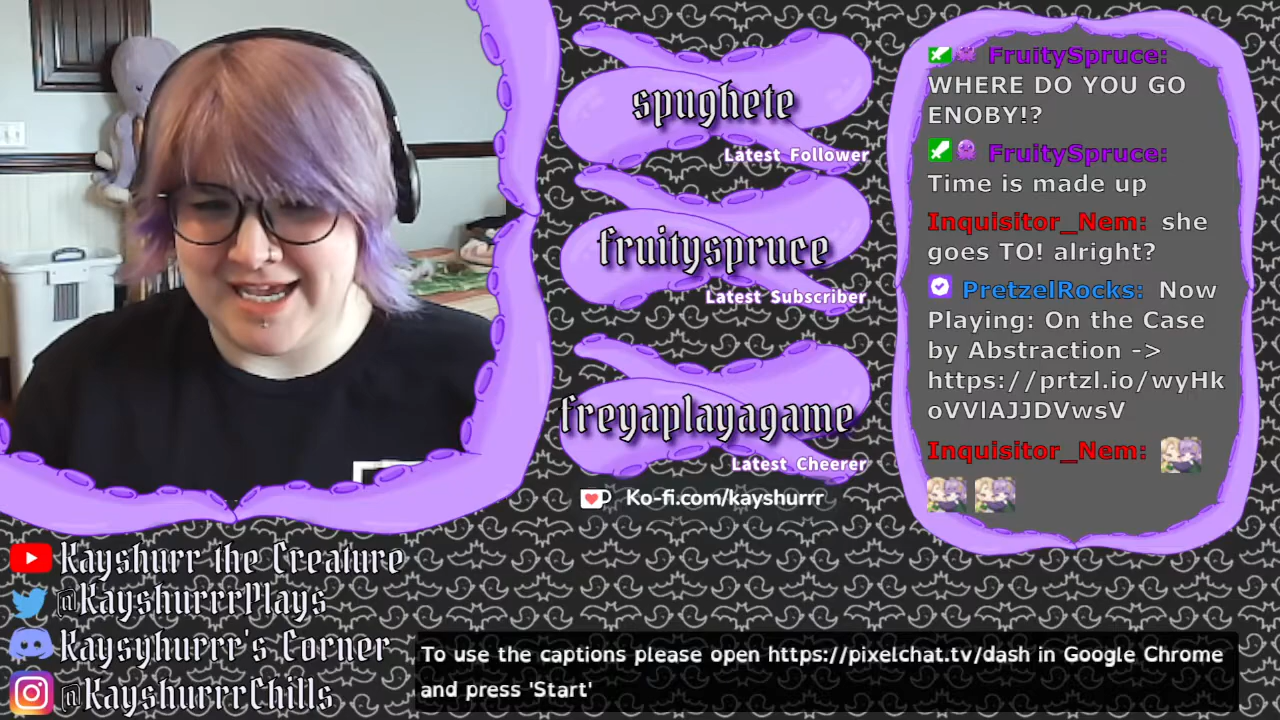 spughete
Latest Follower
fruityspruce
Latest Subscriber
freyaplayagame
Latest Cheerer
Ko-fi.com/kayshurrr
FruitySpruce:
WHERE DO YOU GO
ENOBY!?
FruitySpruce:
Time is made up
Inquisitor_Nem: she
goes TO! alright?
PretzelRocks: Now
Playing: On the Case
by Abstraction ->
https://prtzl.io/wyHk
oVVlAJJDVwsV
Inquisitor_Nem:
Kayshurr the Creature
@KayshurrrPlays
Kaysyhurrr's Corner
@KayshurrrChills
To use the captions please open https://pixelchat.tv/dash in Google Chrome
and press 'Start'